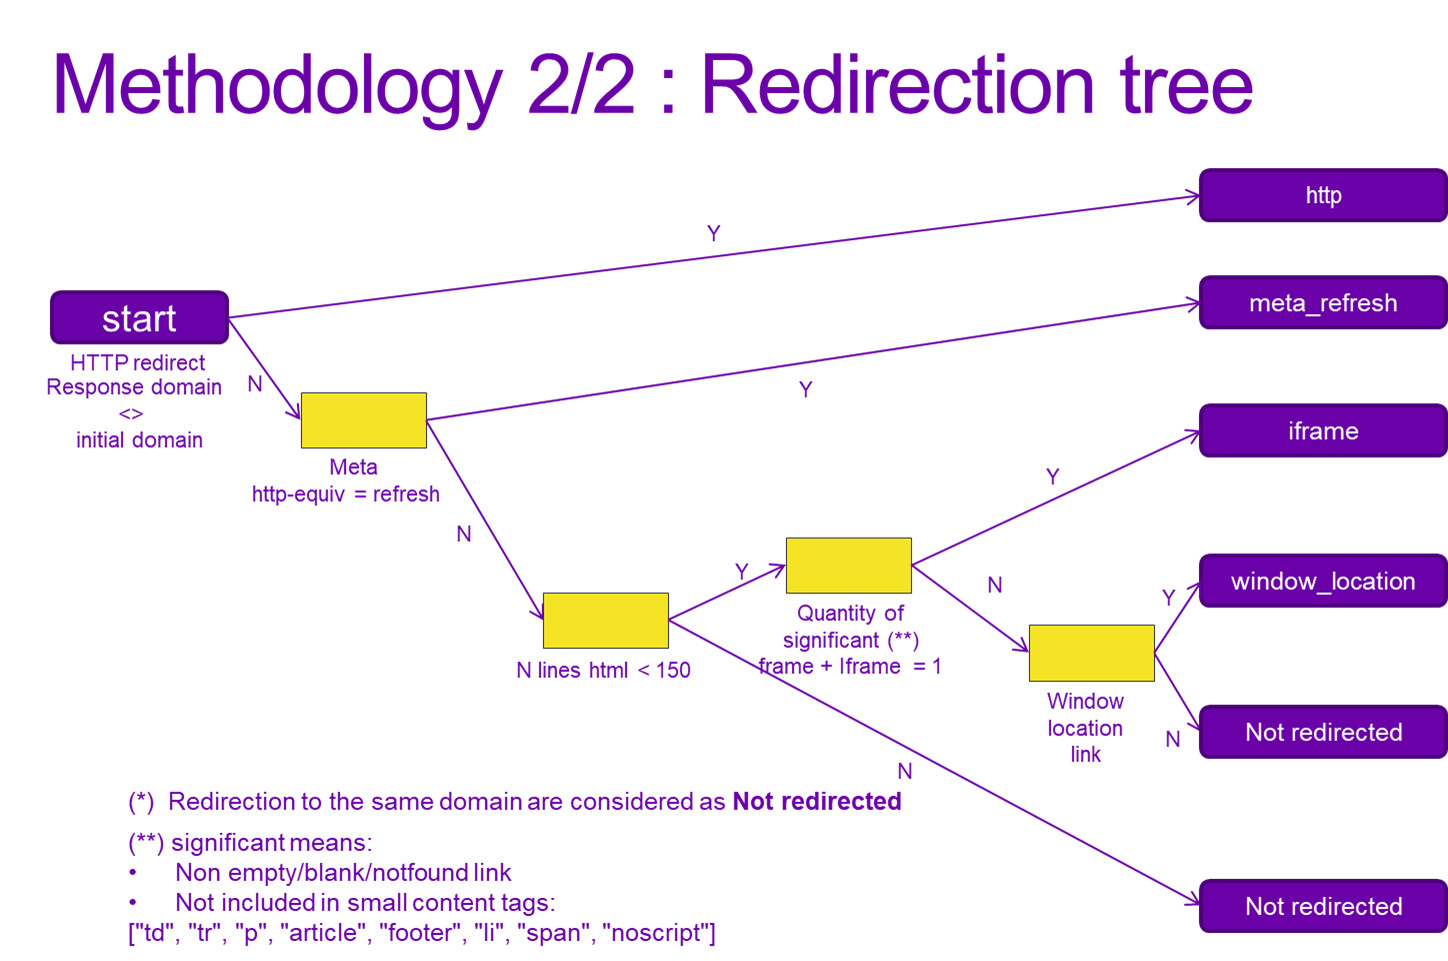 Methodology 2/2 : Redirection tree
http
Y
meta_refresh
start
HTTP redirect
Response domain
<>
initial domain
N
Y
Meta
http-equiv = refresh
iframe
Y
N
Y
N lines html < 150
Quantity of
significant (**)
frame + Iframe = 1
N
window_location
Y
Window
location
link
N
Not redirected
N
(*) Redirection to the same domain are considered as Not redirected
(**) significant means:
• Non empty/blank/notfound link
• Not included in small content tags:
["td", "tr", "p", "article", "footer", "li", "span", "noscript"]
Not redirected